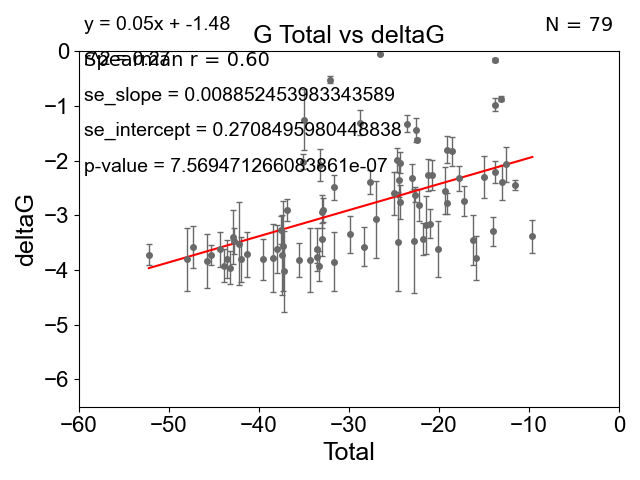 y = 0.05x + -1.48
G Total vs deltaG
N = 79
Spearman r = 0.60
se_slope = 0.008852453983343589
se_intercept = 0.2708495980448838
p-value = 7.569471266083861e-07
deltaG
0
−1
−2
−3
−4
−5
−6
−60
−50
−40
−30
−20
−10
0
Total